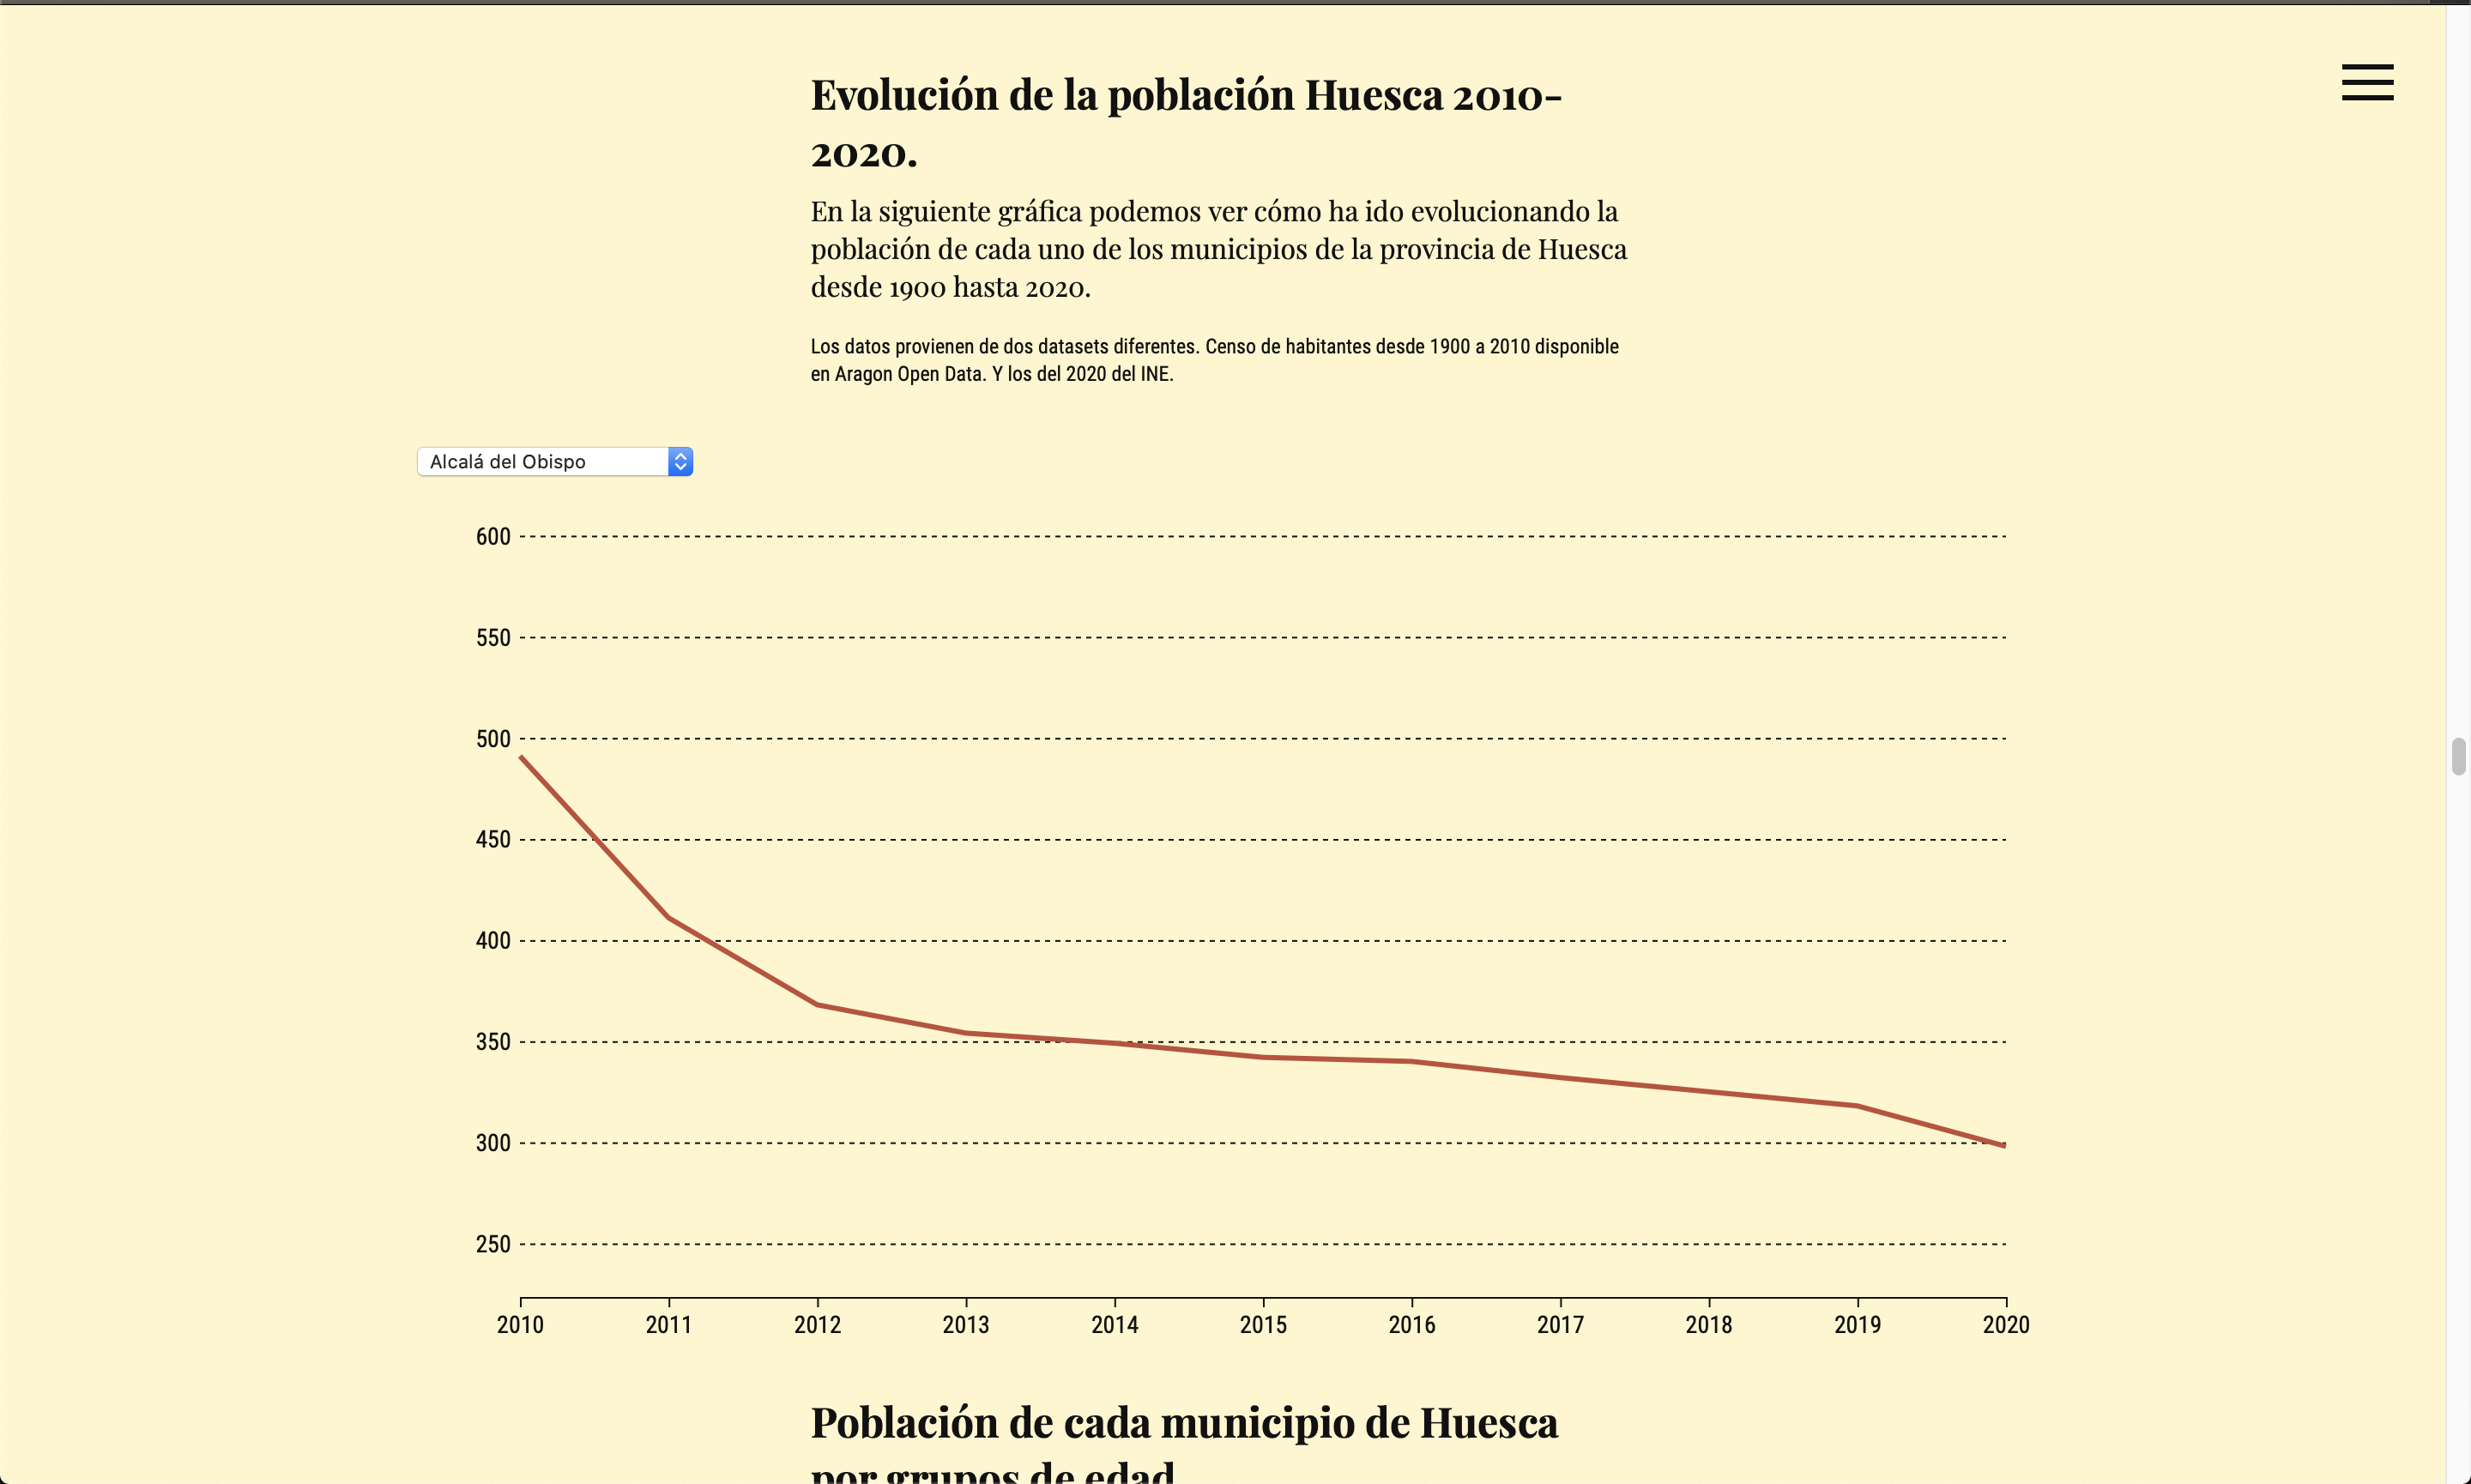 Evolución de la población Huesca 2010-
2020.
En la siguiente gráfica podemos ver cómo ha ido evolucionando la
población de cada uno de los municipios de la provincia de Huesca
desde 1900 hasta 2020.
Los datos provienen de dos datasets diferentes. Censo de habitantes desde 1900 a 2010 disponible
en Aragon Open Data. Y los del 2020 del INE.
Alcalá del Obispo
600
550
500
450
400
350
300
250
2010 2011 2012 2013 2014 2015 2016 2017 2018 2019 2020
Población de cada municipio de Huesca
por grupos de edad